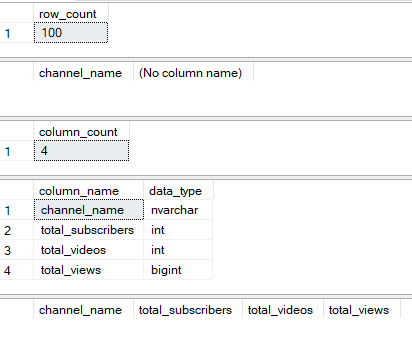 row_count
1 100
channel_name (No column name)
column_count
1 4
column_name data_type
1 channel_name nvarchar
2 total_subscribers int
3 total_videos int
4 total_views bigint
channel_name total_subscribers total_videos total_views